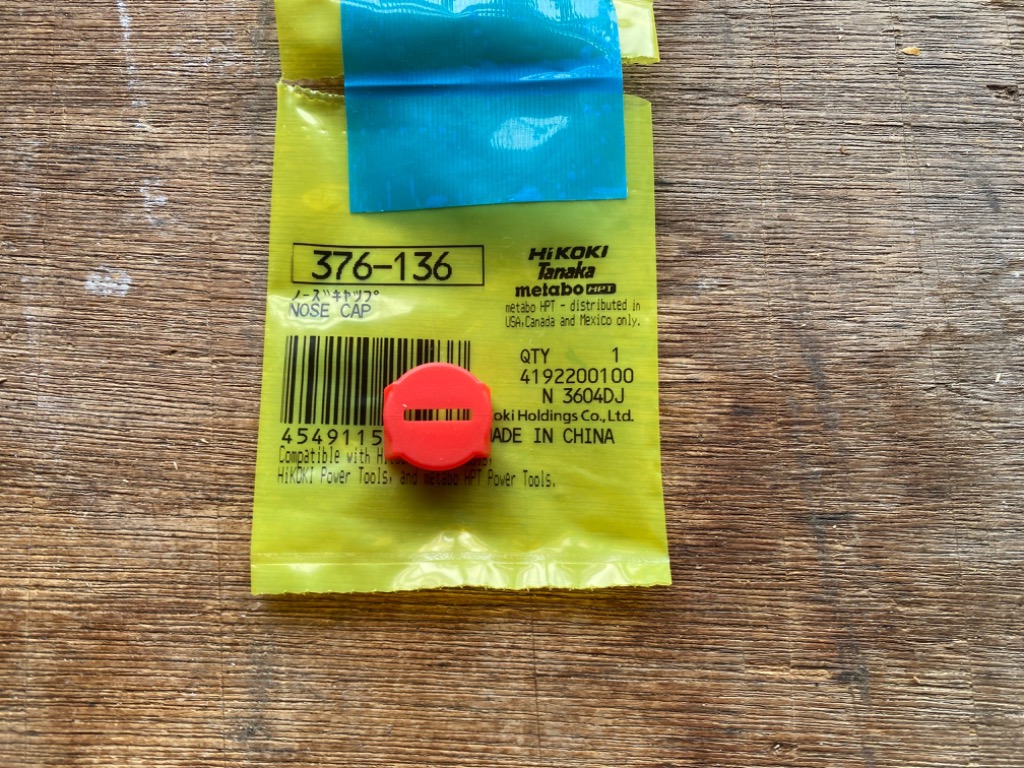 376-136
ノーズキャップ
NOSE CAP
HiKOKI
Tanaka
metabo HPT
metabo HPT - distributed in
USA,Canada and Mexico only.
QTY 1
4192200100
N 3604DJ
oki Holdings Co., Ltd.
4549115
ADE IN CHINA
Compatible with
HiKOKI Power Tools, and metabo HPT Power Tools.